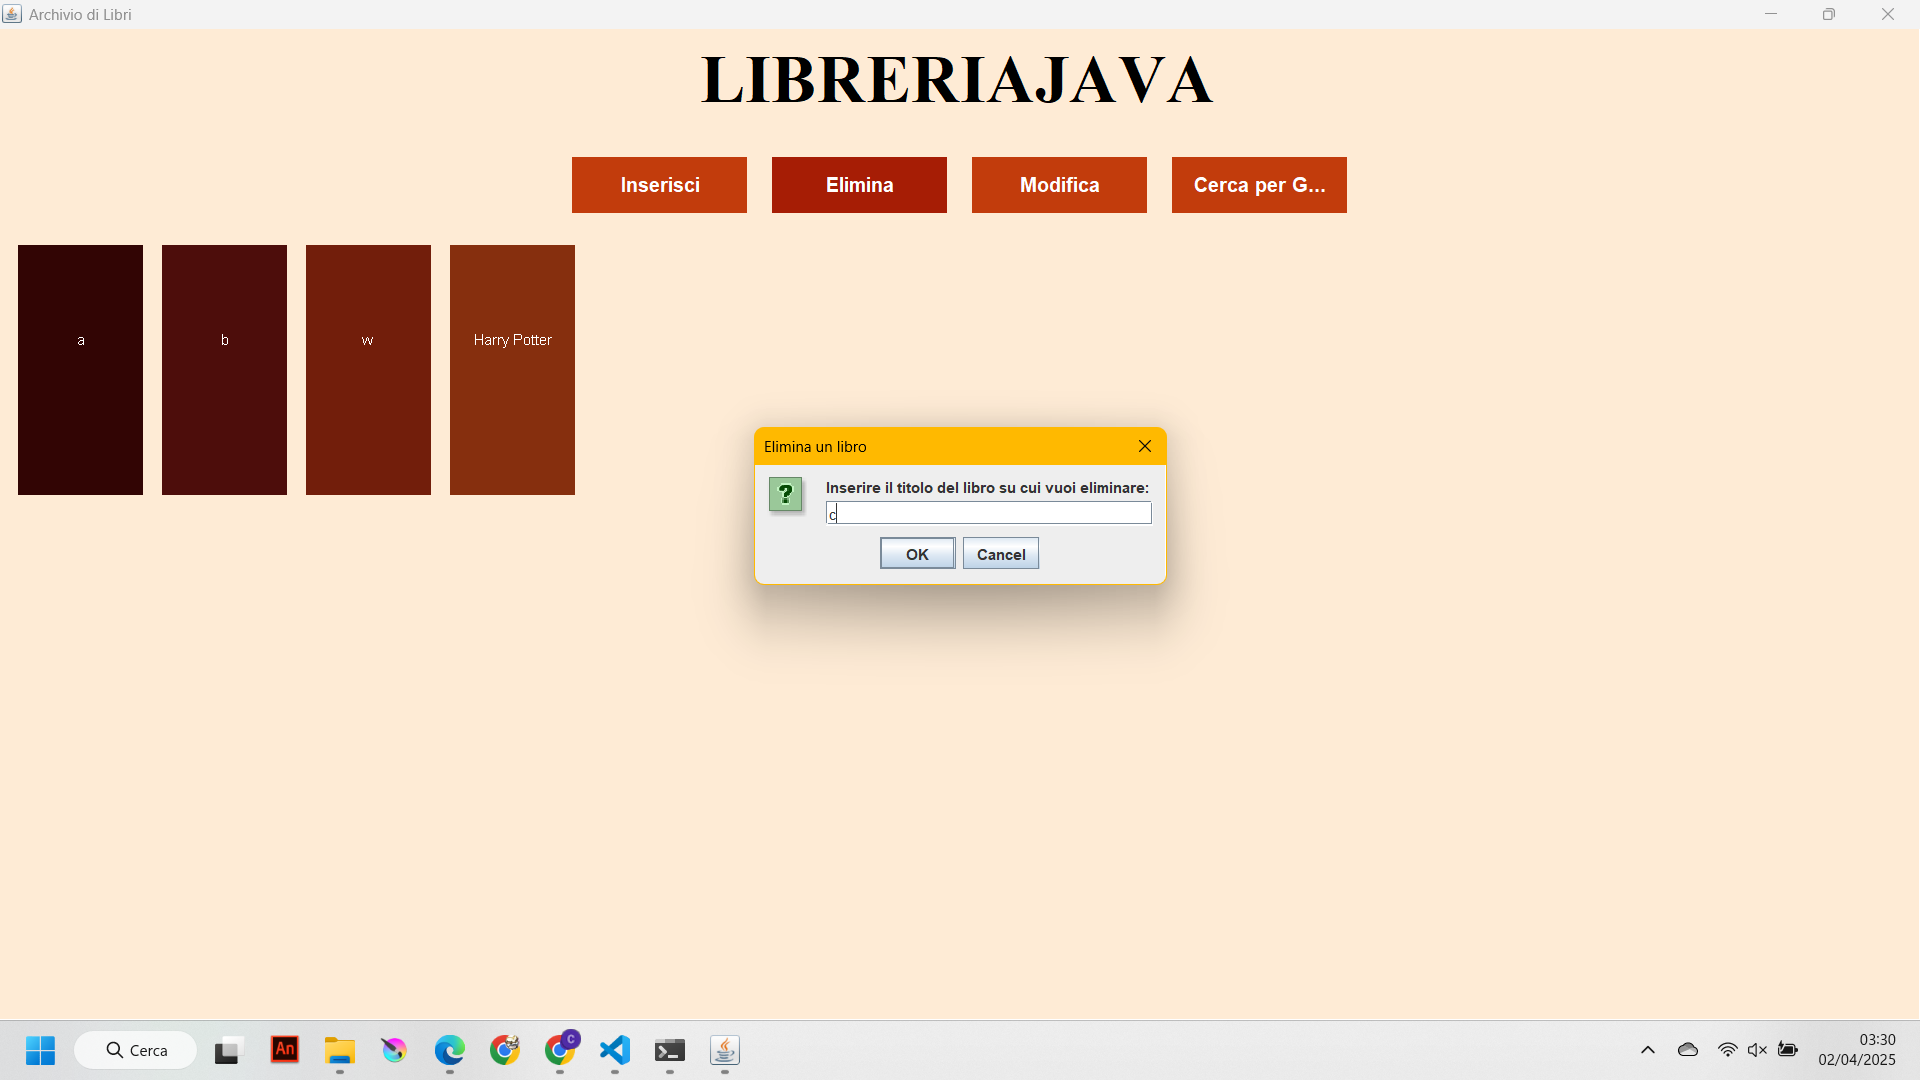 Archivio di Libri
LIBRERIAJAVA
Inserisci
Elimina
Modifica
Cerca per G...
a
b
w
Harry Potter
Elimina un libro
?
Inserire il titolo del libro su cui vuoi eliminare:
c
OK
Cancel
Cerca
An
C
03:30
02/04/2025